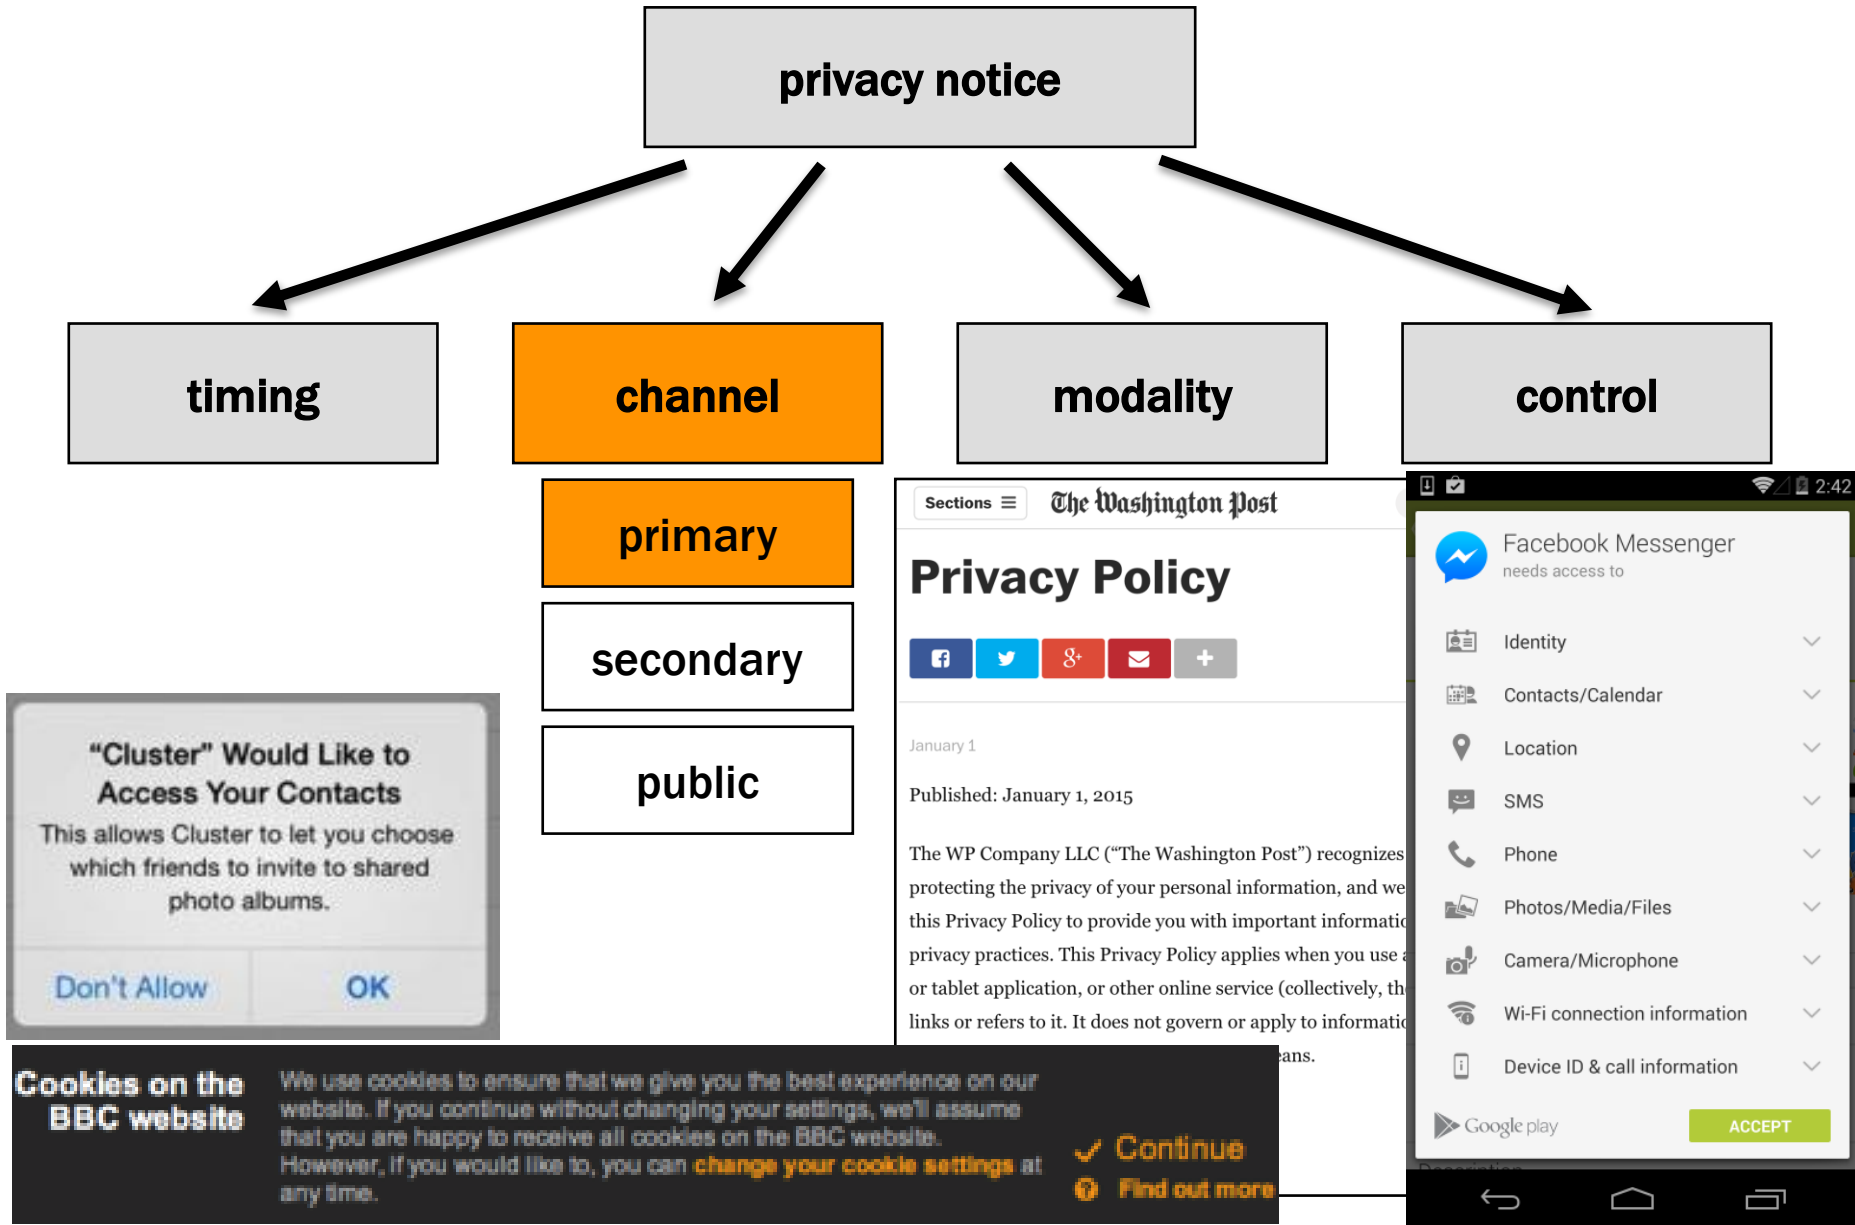 privacy notice
timing
channel
modality
control
primary
secondary
public
“Cluster” Would Like to
Access Your Contacts
This allows Cluster to let you choose
which friends to invite to shared
photo albums.
Don't Allow
OK
Sections
The Washington Post
Privacy Policy
8+
January 1
Published: January 1, 2015
The WP Company LLC (“The Washington Post”) recognizes
protecting the privacy of your personal information, and we
this Privacy Policy to provide you with important
privacy practices. This Privacy Policy applies when you use
or tablet application, or other online service (collectively,
links or refers to it. It does not govern or apply to
2:42
Facebook Messenger
needs access to
Identity
Contacts/Calendar
Location
SMS
Phone
Photos/Media/Files
Camera/Microphone
Wi-Fi connection information
Device ID & call information
Google play
ACCEPT
Cookies on the
BBC website
We use cookies to ensure that we give you the best experience on our
website. If you continue without changing your settings, we'll assume
that you are happy to receive all cookies on the BBC website.
However, if you would like to, you can change your cookie settings at
any time.
Continue
Find out more